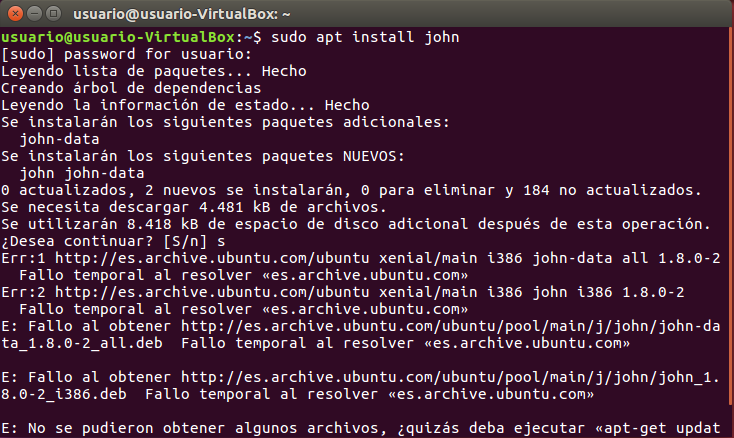 usuario@usuario-VirtualBox: ~
usuario@usuario-VirtualBox:~$ sudo apt install john
[sudo] password for usuario:
Leyendo lista de paquetes... Hecho
Creando árbol de dependencias
Leyendo la información de estado... Hecho
Se instalarán los siguientes paquetes adicionales:
  john-data
Se instalarán los siguientes paquetes NUEVOS:
  john john-data
0 actualizados, 2 nuevos se instalarán, 0 para eliminar y 184 no actualizados.
Se necesita descargar 4.481 kB de archivos.
Se utilizarán 8.418 kB de espacio de disco adicional después de esta operación.
¿Desea continuar? [S/n] s
Err:1 http://es.archive.ubuntu.com/ubuntu xenial/main i386 john-data all 1.8.0-2
  Fallo temporal al resolver «es.archive.ubuntu.com»
Err:2 http://es.archive.ubuntu.com/ubuntu xenial/main i386 john i386 1.8.0-2
  Fallo temporal al resolver «es.archive.ubuntu.com»
E: Fallo al obtener http://es.archive.ubuntu.com/ubuntu/pool/main/j/john/john-da
ta_1.8.0-2_all.deb  Fallo temporal al resolver «es.archive.ubuntu.com»

E: Fallo al obtener http://es.archive.ubuntu.com/ubuntu/pool/main/j/john/john_1.
8.0-2_i386.deb  Fallo temporal al resolver «es.archive.ubuntu.com»

E: No se pudieron obtener algunos archivos, ¿quizás deba ejecutar «apt-get updat